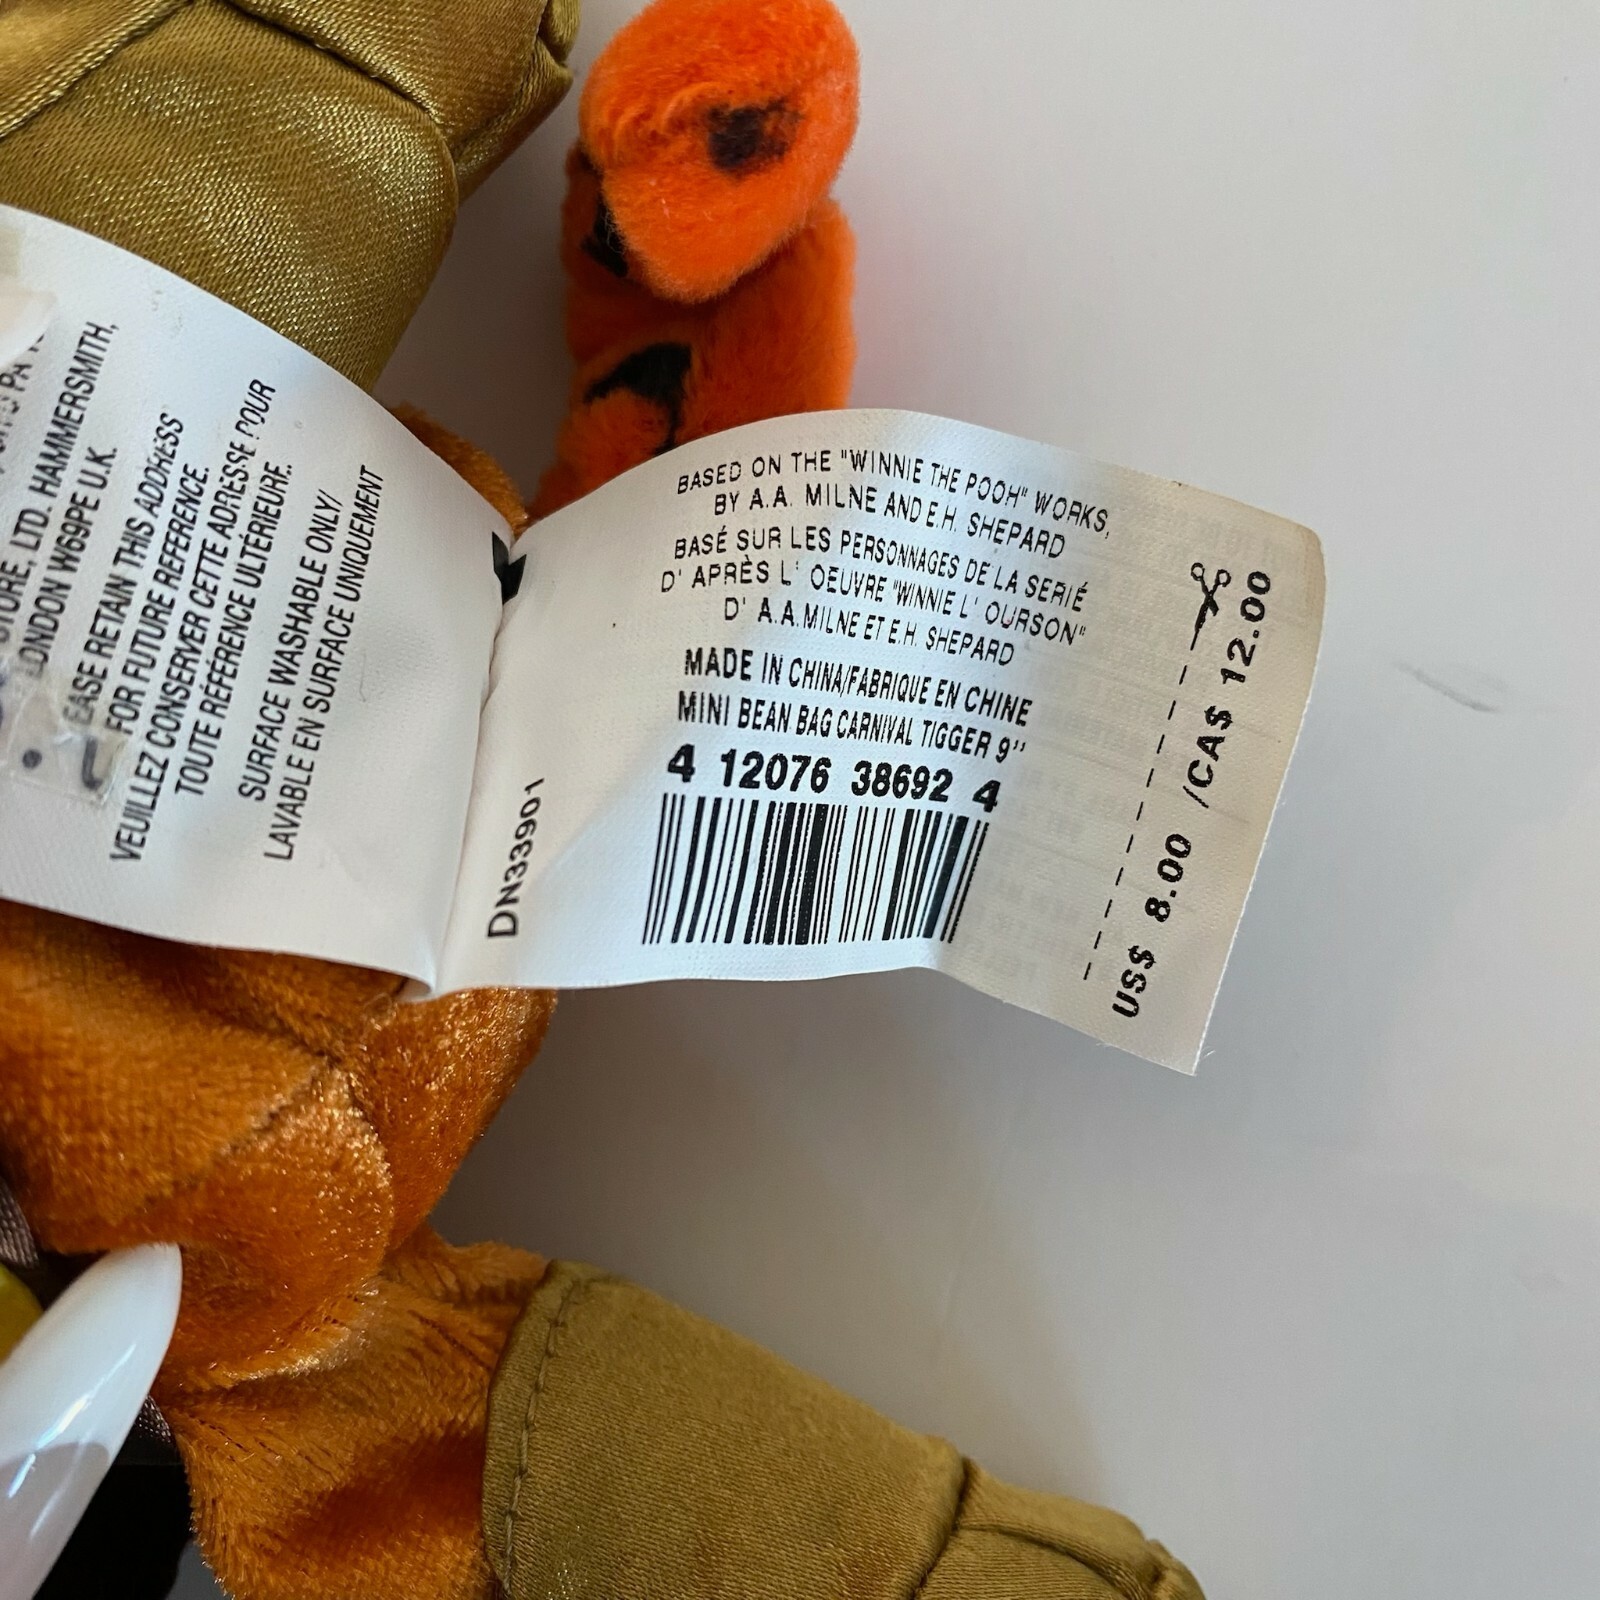 STORE, LTD. HAMMERSMITH,
LONDON W69PE U.K.
EASE RETAIN THIS ADDRESS
FOR FUTURE REFERENCE.
VEUILLEZ CONSERVER CETTE ADRESSE POUR
TOUTE RÉFÉRENCE ULTÉRIEURE.
SURFACE WASHABLE ONLY/
LAVABLE EN SURFACE UNIQUEMENT
BASED ON THE "WINNIE THE POOH" WORKS,
BY A.A. MILNE AND E.H. SHEPARD
BASÉ SUR LES PERSONNAGES DE LA SERIÉ
D' APRÈS L' OEUVRE "WINNIE L' OURSON"
D' A.A.MILNE ET E.H. SHEPARD
MADE IN CHINA/FABRIQUE EN CHINE
MINI BEAN BAG CARNIVAL TIGGER 9''
4 12076 38692 4
DN33901
US$ 8.00 /CA$ 12.00